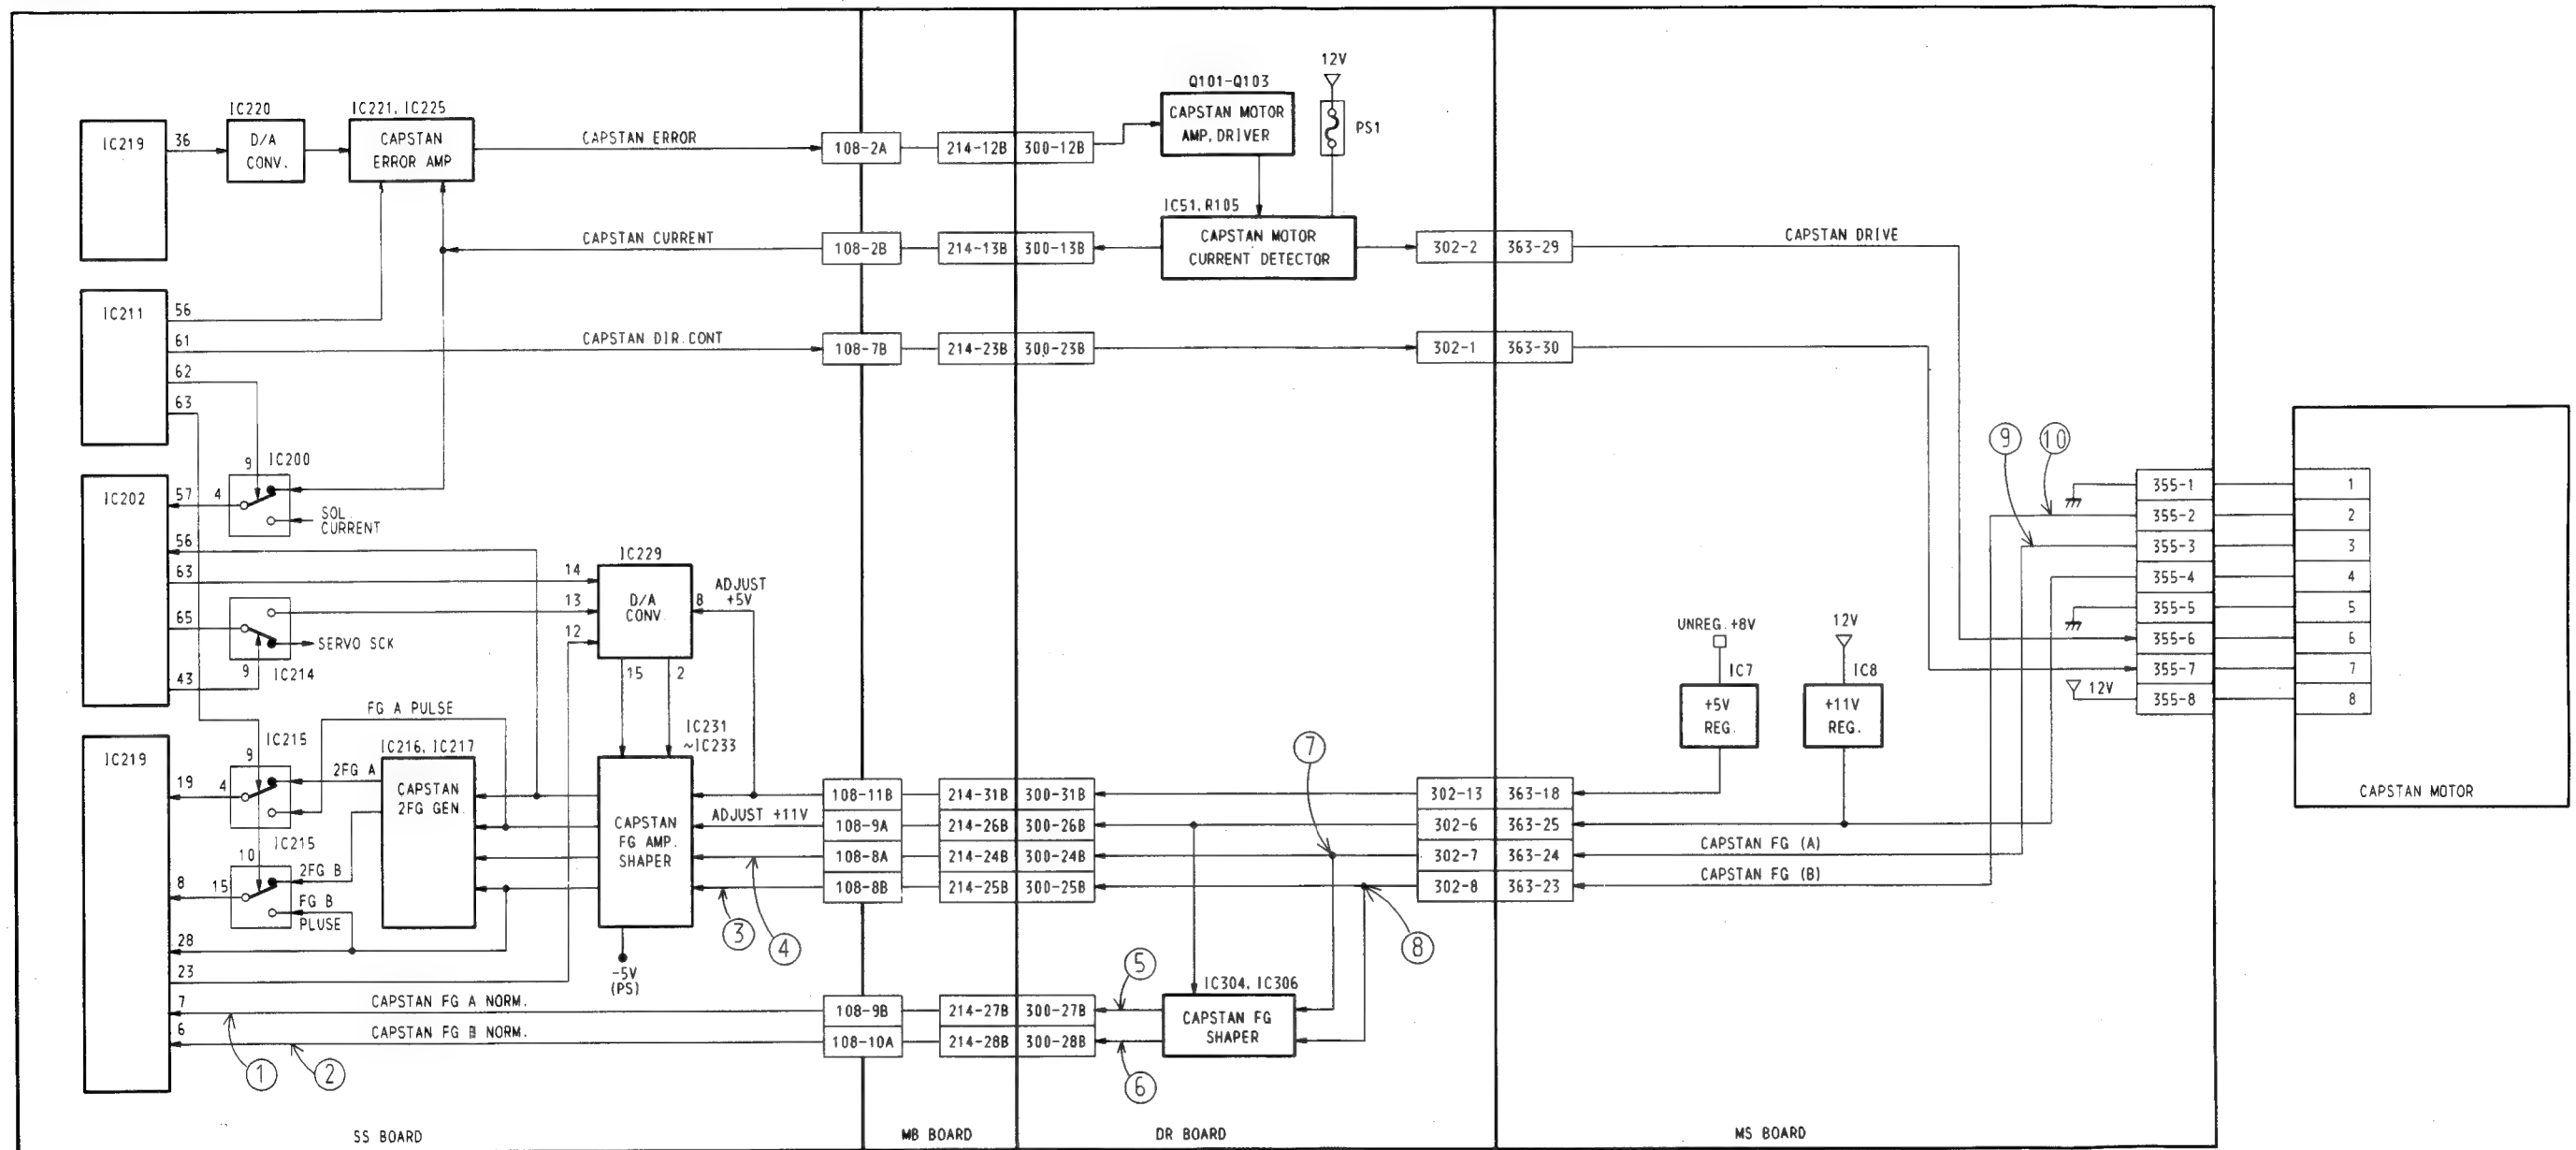 IC219
36
IC220
D/A
CONV.
IC221, IC225
CAPSTAN
ERROR AMP
CAPSTAN ERROR
108-2A
214-12B
300-12B
Q101-Q103
CAPSTAN MOTOR
AMP, DRIVER
12V
PS1
IC51, R105
CAPSTAN MOTOR
CURRENT DETECTOR
CAPSTAN CURRENT
108-2B
214-13B
300-13B
302-2
363-29
CAPSTAN DRIVE
IC211
56
61
62
63
CAPSTAN DIR.CONT
108-7B
214-23B
300-23B
302-1
363-30
IC202
57
4
9
IC200
SOL.
CURRENT
56
63
65
43
SERVO SCK
9
IC214
IC229
D/A
CONV.
14
13
12
8
ADJUST
+5V
15
2
IC219
19
8
28
23
7
6
FG A PULSE
IC215
9
4
2FG A
IC215
10
15
2FG B
FG B
PLUSE
IC216, IC217
CAPSTAN
2FG GEN.
IC231
~IC233
CAPSTAN
FG AMP.
SHAPER
-5V
(PS)
ADJUST +11V
108-11B
214-31B
300-31B
302-13
363-18
108-9A
214-26B
300-26B
302-6
363-25
108-8A
214-24B
300-24B
302-7
363-24
108-8B
214-25B
300-25B
302-8
363-23
CAPSTAN FG (A)
CAPSTAN FG (B)
UNREG.+8V
IC7
+5V
REG.
12V
IC8
+11V
REG.
355-1
355-2
355-3
355-4
355-5
355-6
355-7
355-8
12V
1
2
3
4
5
6
7
8
CAPSTAN MOTOR
9
10
7
8
3
4
5
6
IC304, IC306
CAPSTAN FG
SHAPER
CAPSTAN FG A NORM.
108-9B
214-27B
300-27B
CAPSTAN FG B NORM.
108-10A
214-28B
300-28B
1
2
SS BOARD
MB BOARD
DR BOARD
MS BOARD